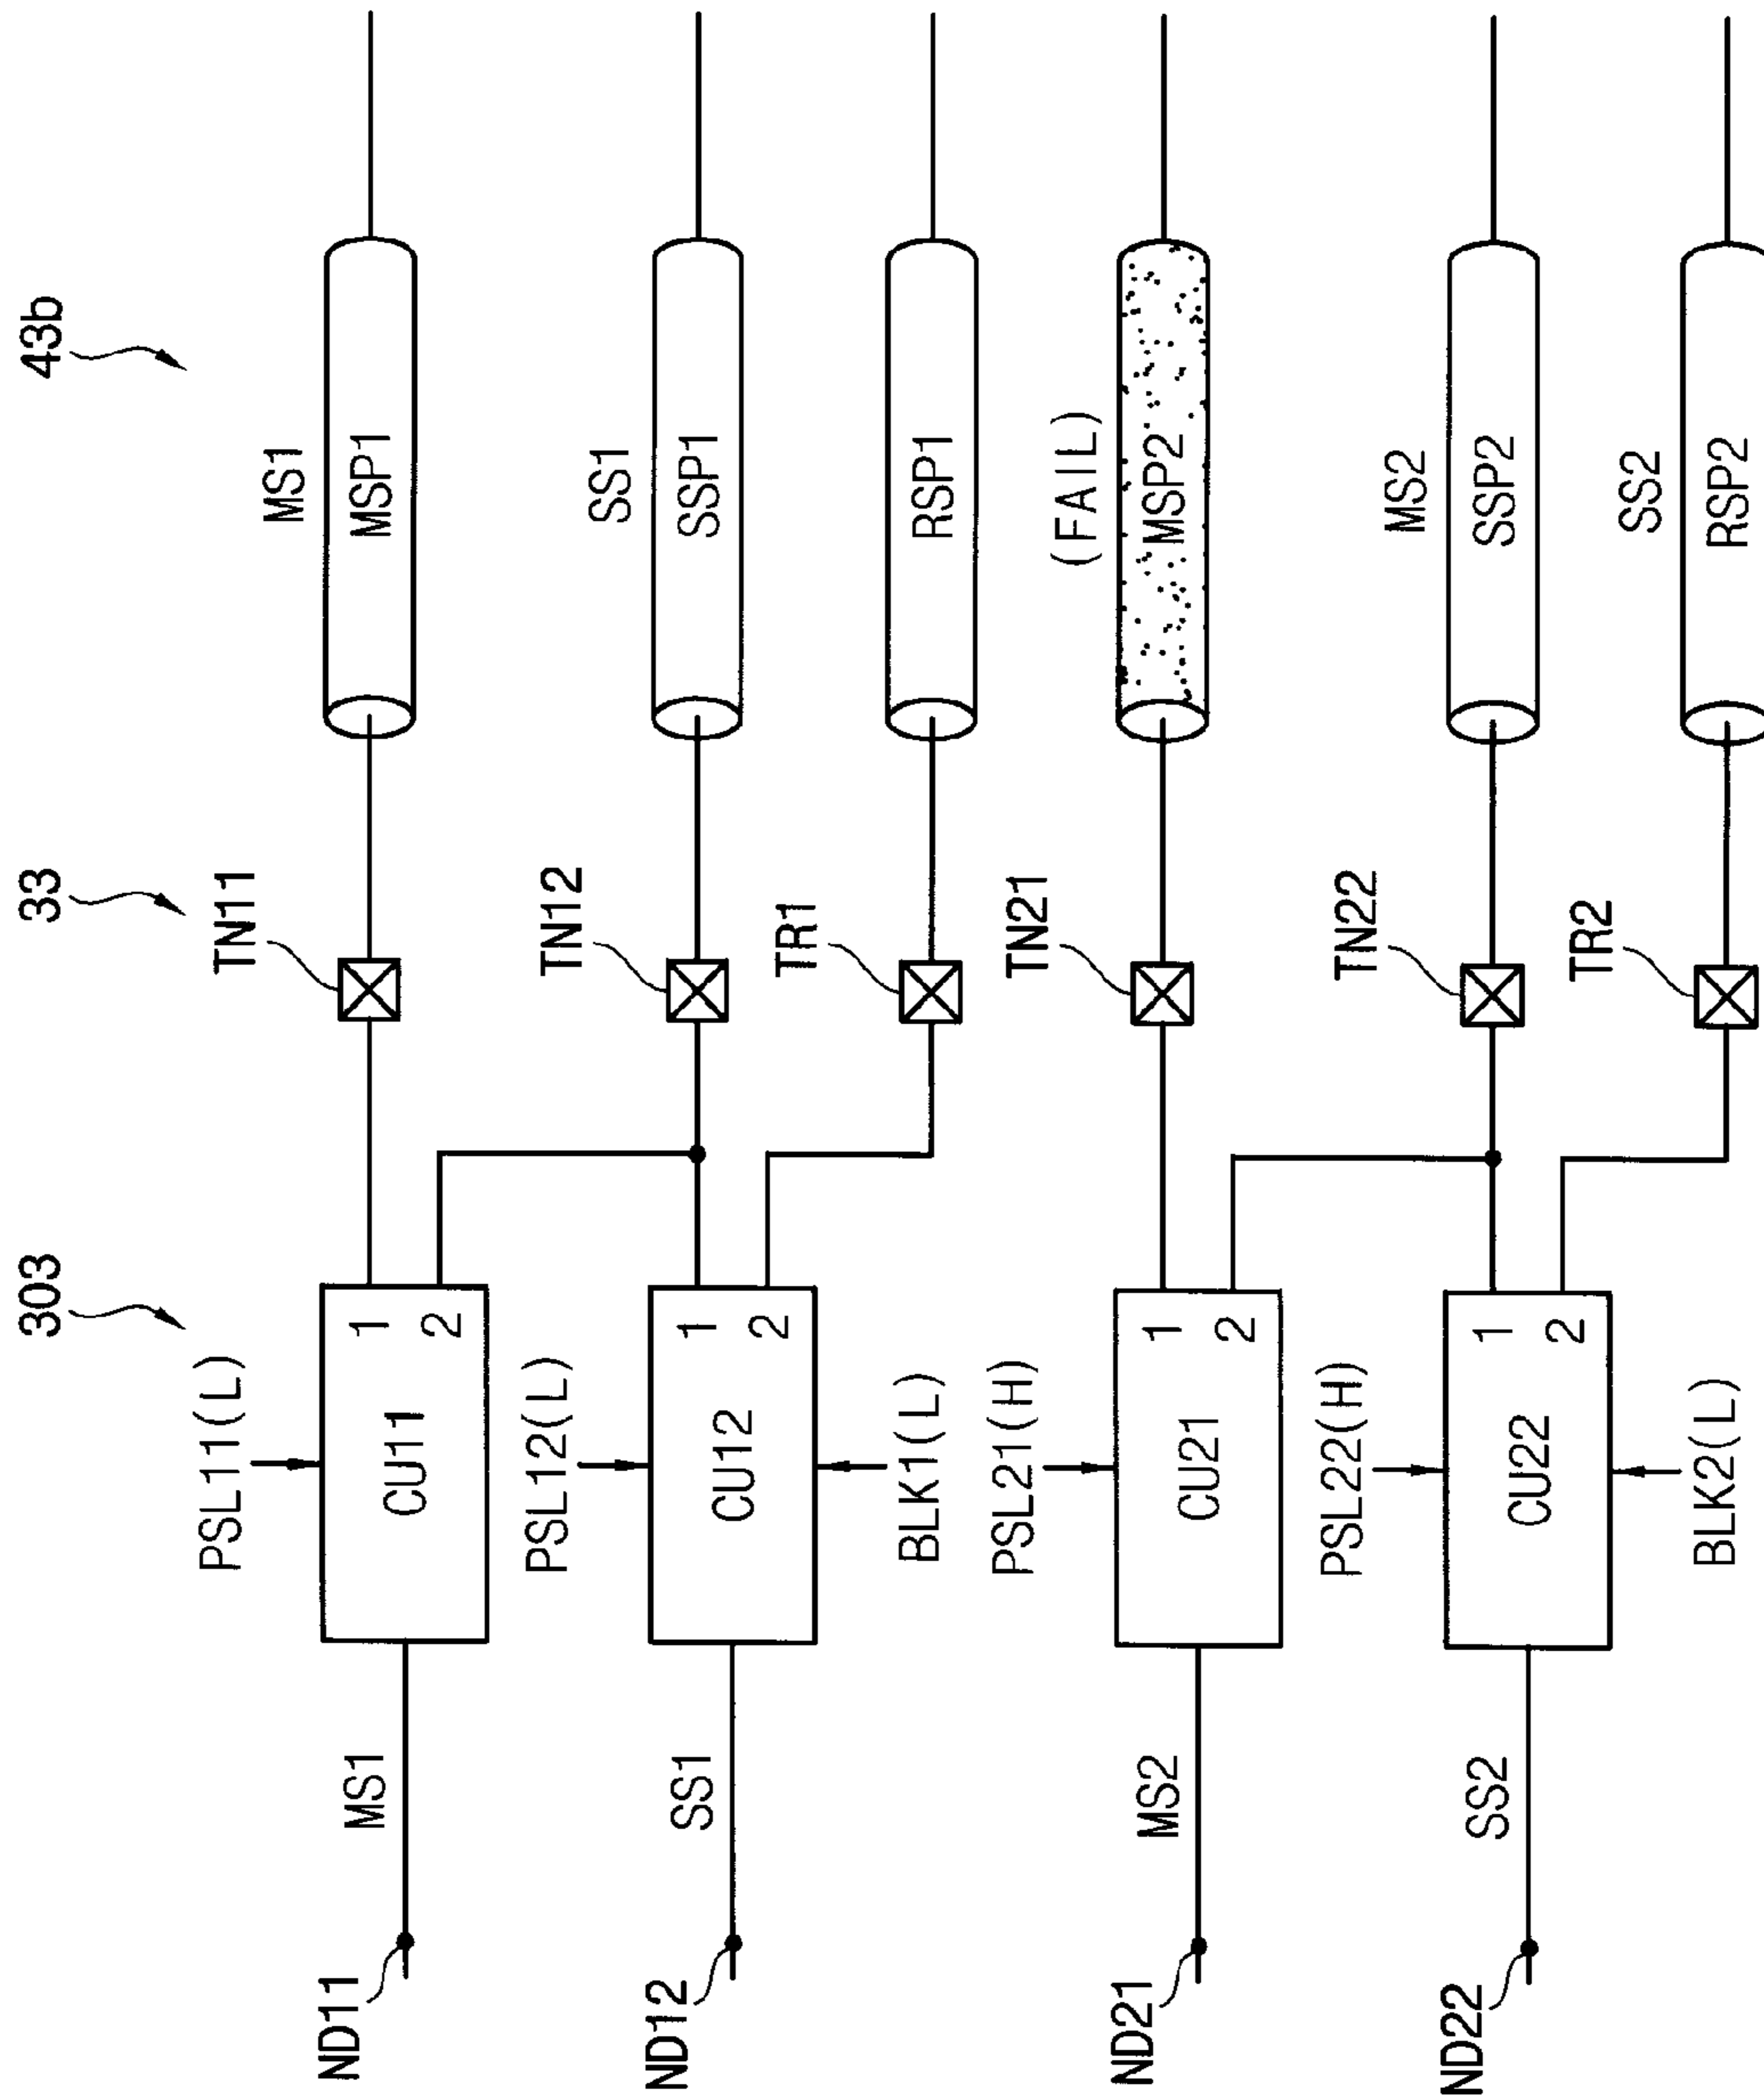 303
33
43b
PSL11(L)
TN11
MS1
ND11
MS1
CU11
1
2
MSP1
PSL12(L)
TN12
SS1
ND12
SS1
CU12
1
2
SSP1
BLK1(L)
TR1
RSP1
PSL21(H)
TN21
(FAIL)
ND21
MS2
CU21
1
2
MSP2
PSL22(H)
TN22
MS2
ND22
SS2
CU22
1
2
SSP2
BLK2(L)
TR2
SS2
RSP2